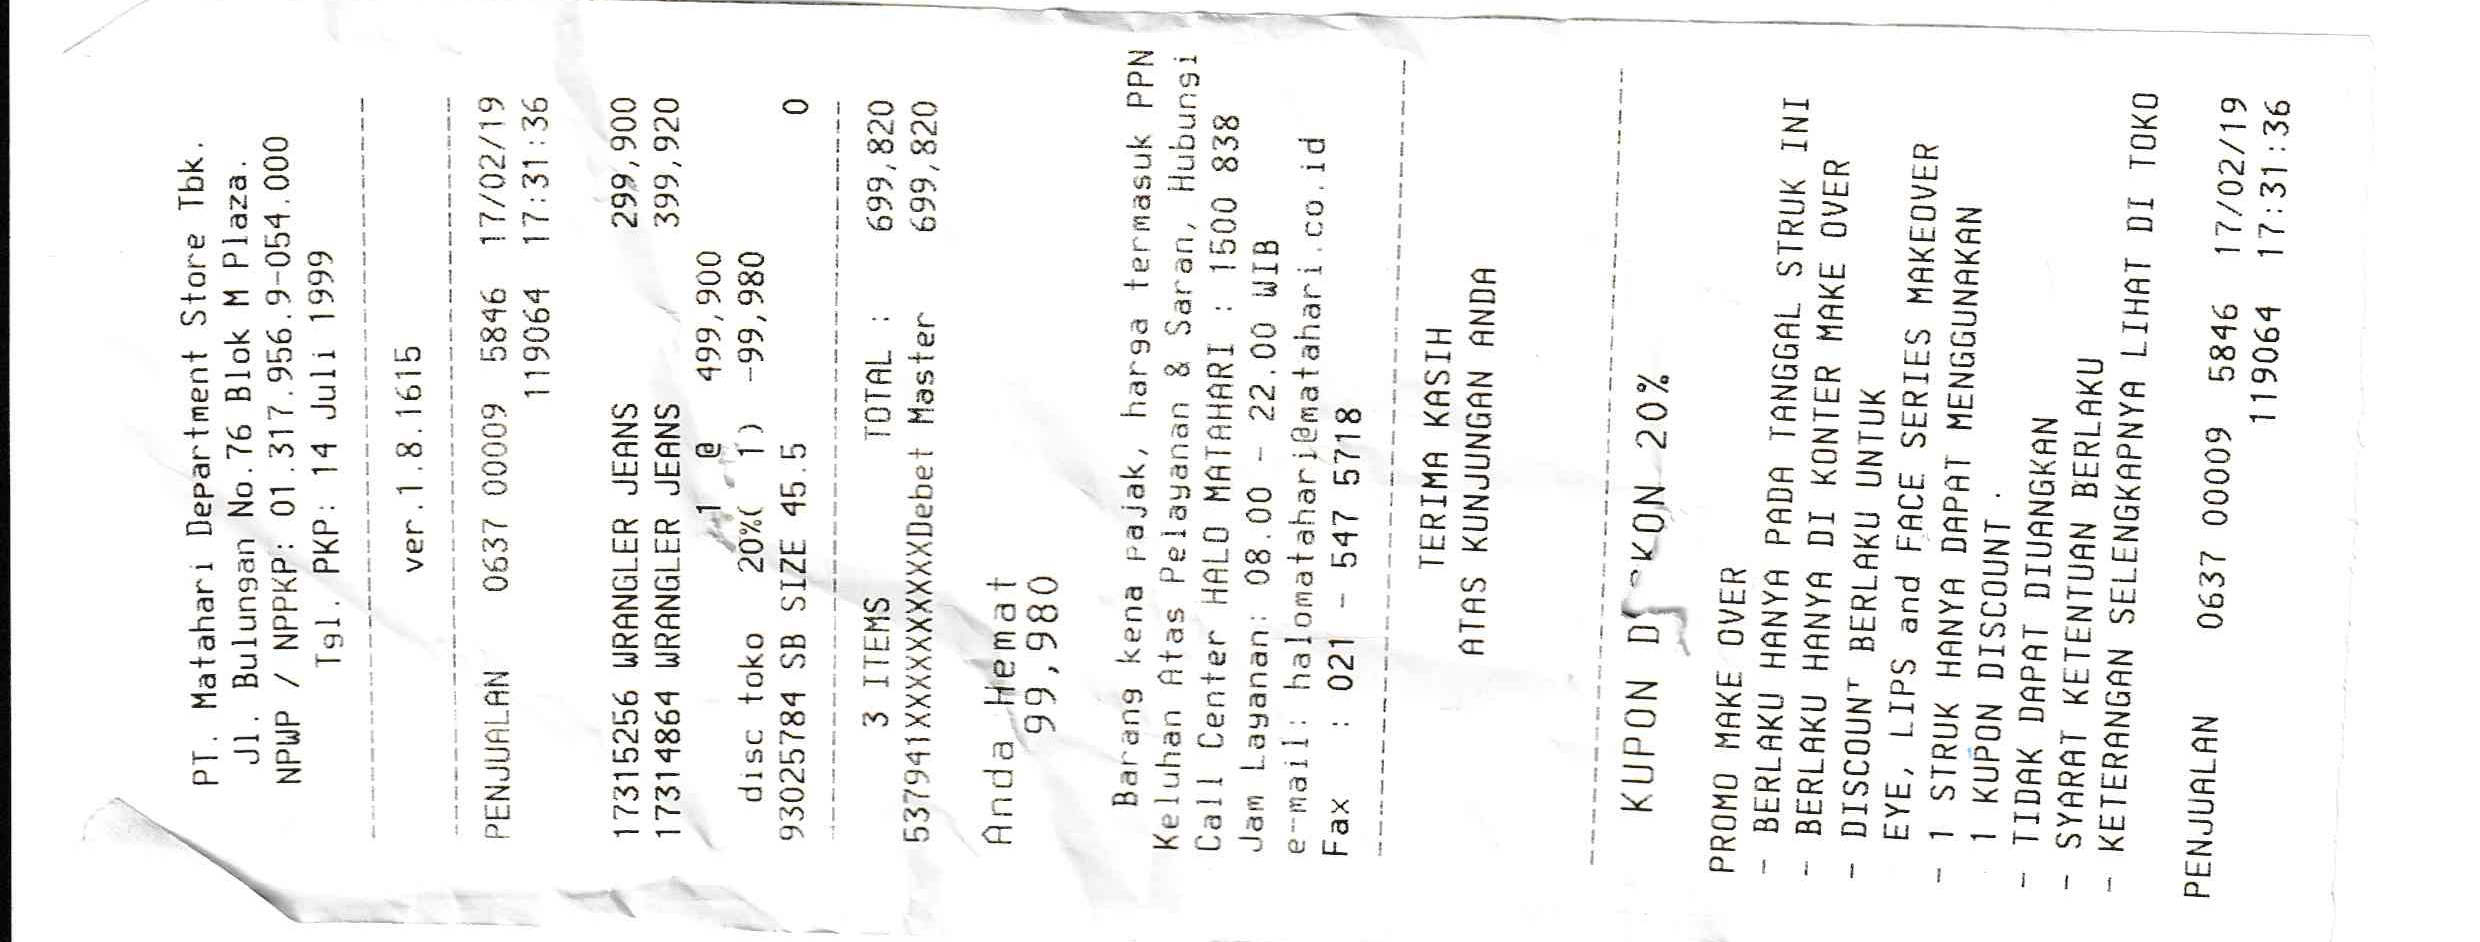 PT. Matahari Department Store Tbk.
Jl. Bulungan No.76 Blok M Plaza.
NPWP / NPPKP: 01.317.956.9-054.000
Tgl. PKP: 14 Juli 1999
ver.1.8.1615
PENJUALAN 0637 00009 5846 17/02/19
119064 17:31:36
17315256 WRANGLER JEANS 299,900
17314864 WRANGLER JEANS 399,920
1 @ 499,900
disc toko 20%( 1) -99,980
93025784 SB SIZE 45.5 0
3 ITEMS TOTAL : 699,820
537941XXXXXXXXXXDebet Master 699,820
Anda Hemat
99,980
Barang kena pajak, harga termasuk PPN
Keluhan Atas Pelayanan & Saran, Hubungi
Call Center HALO MATAHARI : 1500 838
Jam Layanan: 08.00 - 22.00 WIB
e-mail: halomatahari@matahari.co.id
Fax : 021 - 547 5718
TERIMA KASIH
ATAS KUNJUNGAN ANDA
KUPON DISKON 20%
PROMO MAKE OVER
- BERLAKU HANYA PADA TANGGAL STRUK INI
- BERLAKU HANYA DI KONTER MAKE OVER
- DISCOUNT BERLAKU UNTUK
EYE, LIPS and FACE SERIES MAKEOVER
- 1 STRUK HANYA DAPAT MENGGUNAKAN
1 KUPON DISCOUNT.
- TIDAK DAPAT DIUANGKAN
- SYARAT KETENTUAN BERLAKU
- KETERANGAN SELENGKAPNYA LIHAT DI TOKO
PENJUALAN 0637 00009 5846 17/02/19
119064 17:31:36